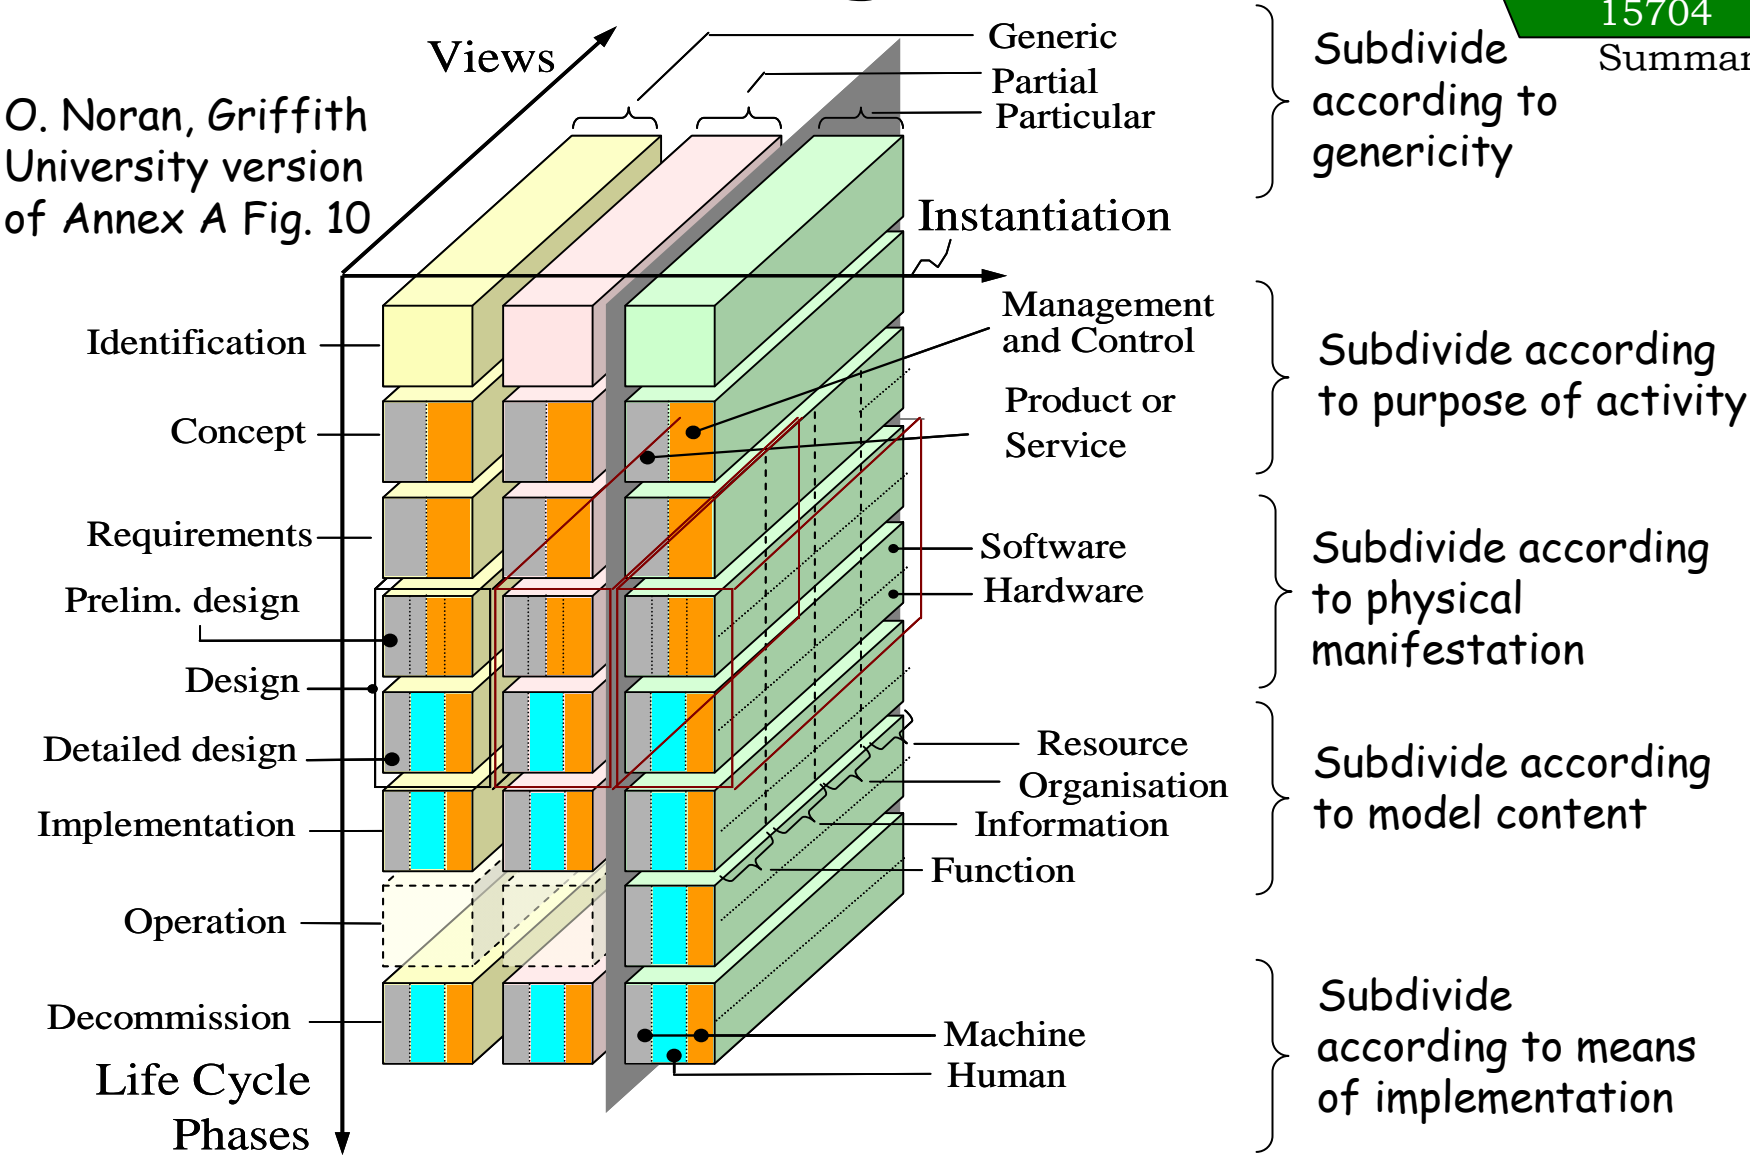 15704
Summar
Views
O. Noran, Griffith
University version
of Annex A Fig. 10
Generic
Partial
Particular
Subdivide
according to
genericity
Instantiation
Identification
Concept
Requirements
Prelim. design
Design
Detailed design
Implementation
Operation
Decommission
Life Cycle
Phases
Management
and Control
Product or
Service
Subdivide according
to purpose of activity
Software
Hardware
Subdivide according
to physical
manifestation
Resource
Organisation
Information
Function
Subdivide according
to model content
Machine
Human
Subdivide
according to means
of implementation